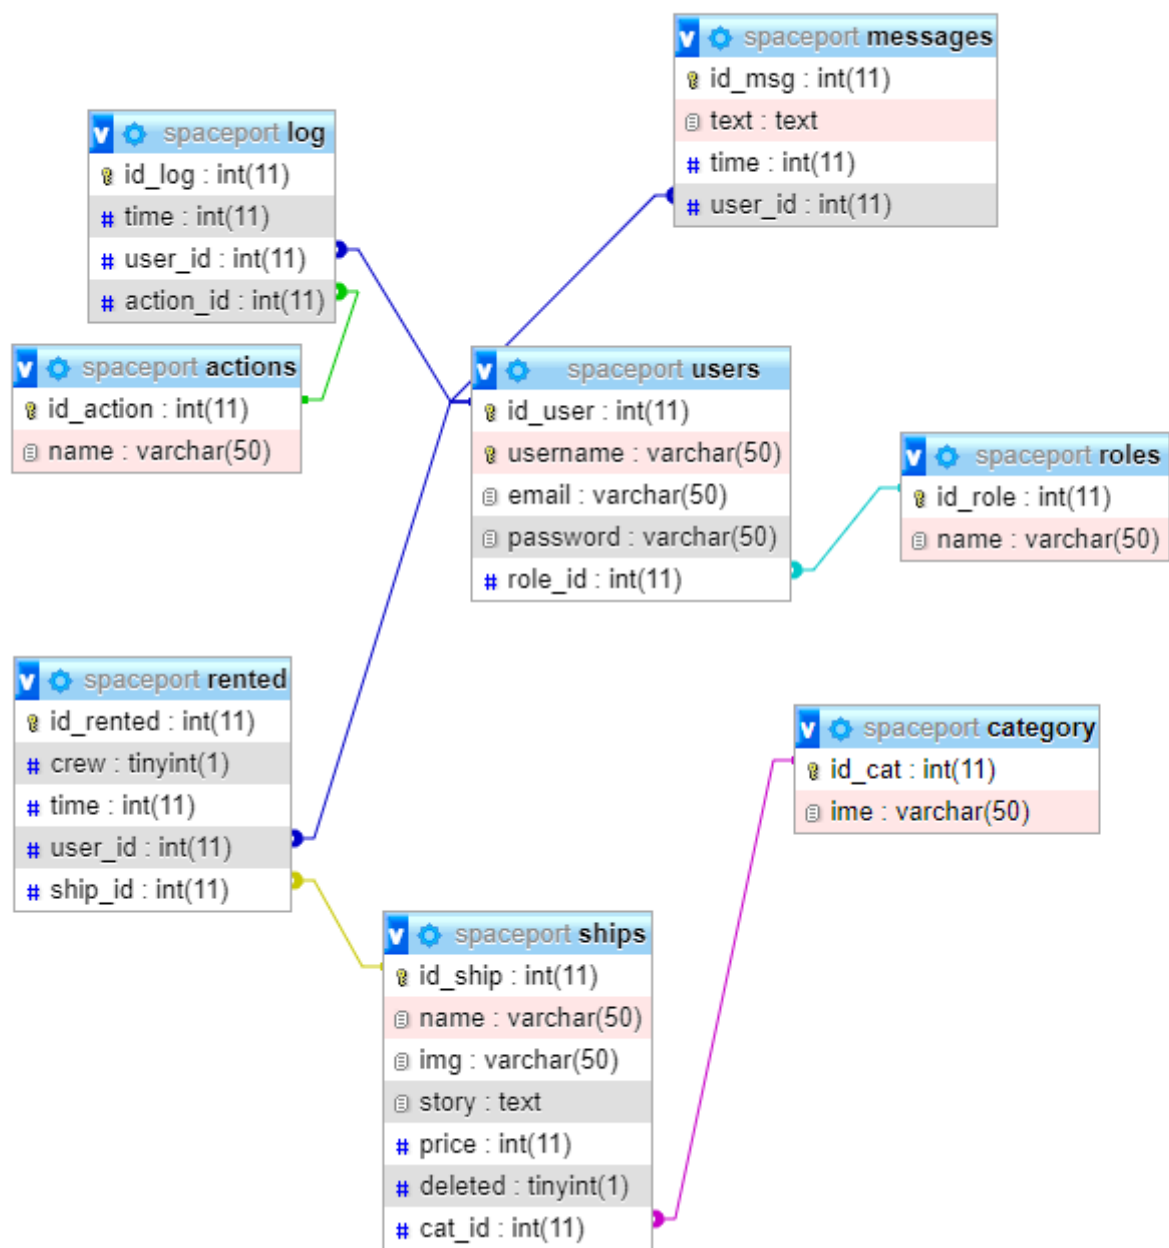 spaceport messages
id_msg : int(11)
text : text
time : int(11)
user_id : int(11)
v spaceport log
id_log : int(11)
# time : int(11)
# user_id : int(11)
# action_id : int(11)
v spaceport actions
id_action : int(11)
name : varchar(50)
v spaceport users
id_user : int(11)
username : varchar(50)
email : varchar(50)
password : varchar(50)
# role_id : int(11)
v spaceport roles
id_role : int(11)
name : varchar(50)
v spaceport rented
id_rented : int(11)
# crew : tinyint(1)
# time : int(11)
# user_id : int(11)
# ship_id : int(11)
v spaceport category
id_cat : int(11)
ime : varchar(50)
v spaceport ships
id_ship : int(11)
name : varchar(50)
img : varchar(50)
story : text
# price : int(11)
# deleted : tinyint(1)
# cat_id : int(11)